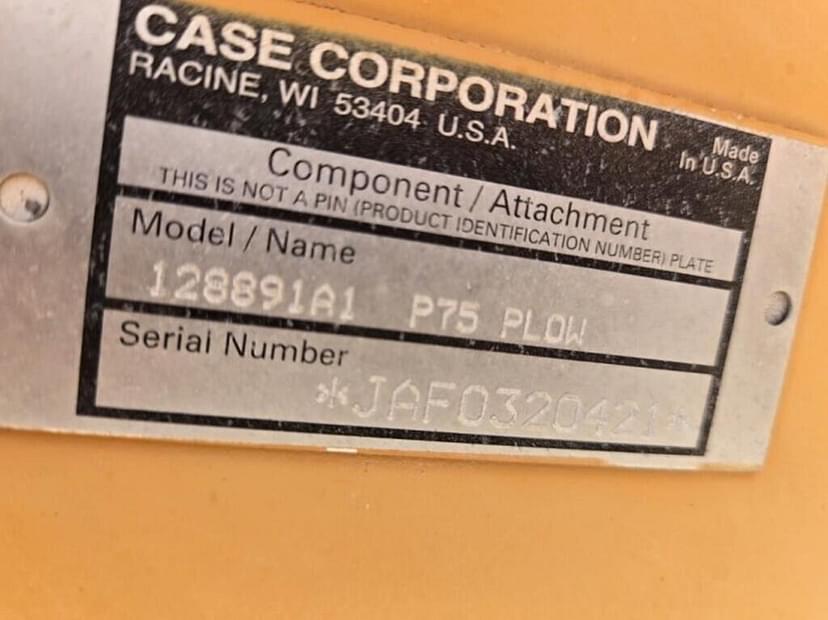 CASE CORPORATION
RACINE, WI 53404 U.S.A.
Made
In U.S.A.
Component / Attachment
THIS IS NOT A PIN (PRODUCT IDENTIFICATION NUMBER) PLATE
Model / Name
128891A1 P75 PLOW
Serial Number
*JAF0320421*